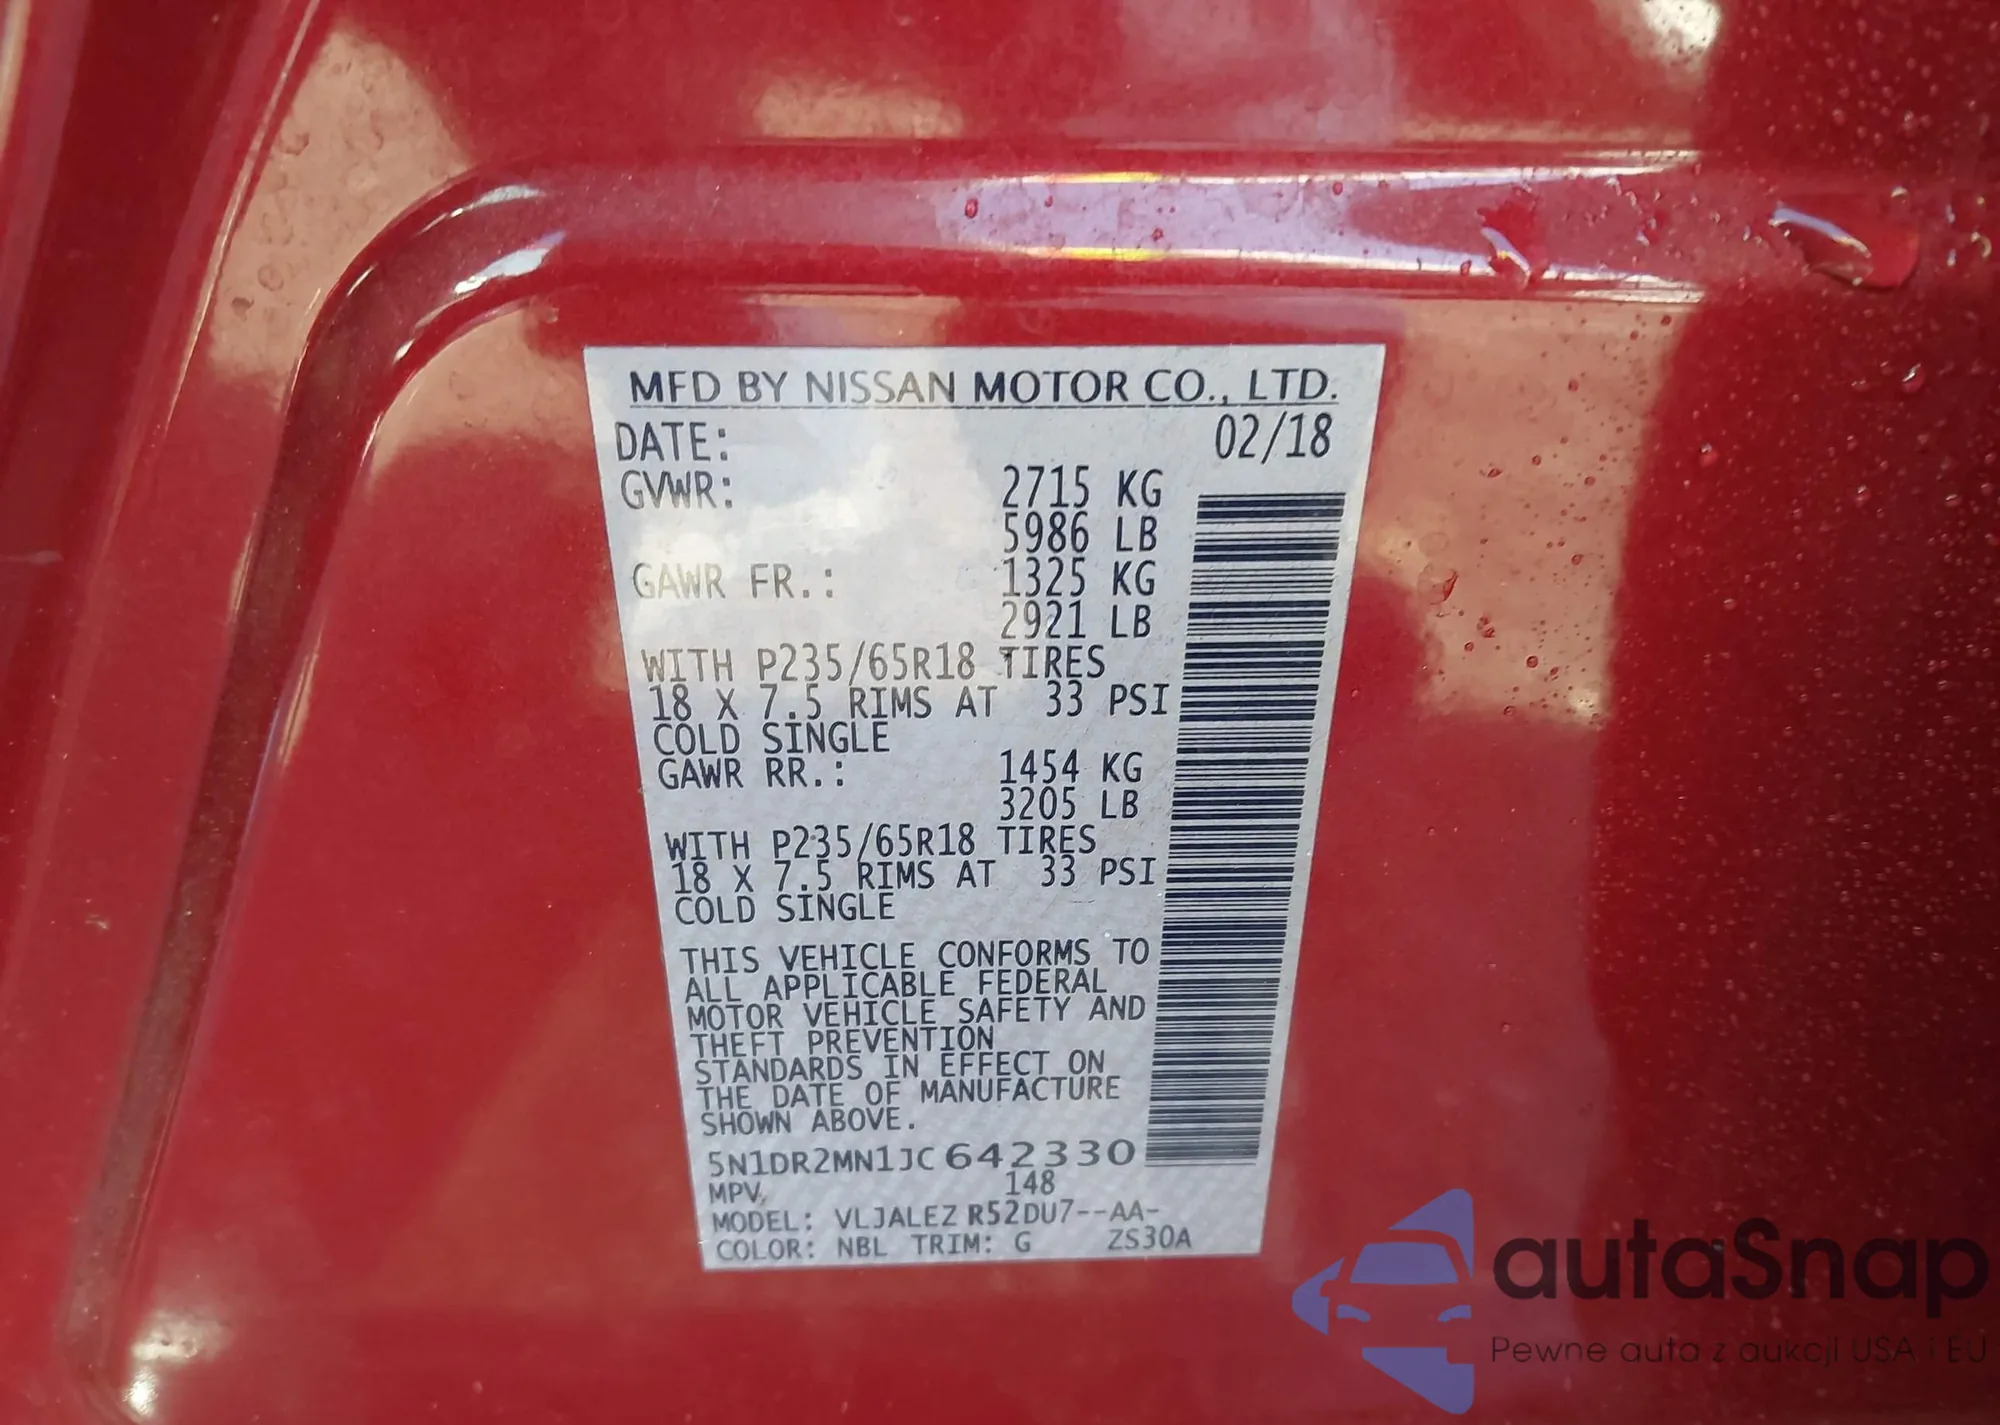 MFD BY NISSAN MOTOR CO., LTD.
DATE: 02/18
GVWR: 2715 KG
5986 LB
GAWR FR.: 1325 KG
2921 LB
WITH P235/65R18 TIRES
18 X 7.5 RIMS AT 33 PSI
COLD SINGLE
GAWR RR.: 1454 KG
3205 LB
WITH P235/65R18 TIRES
18 X 7.5 RIMS AT 33 PSI
COLD SINGLE
THIS VEHICLE CONFORMS TO
ALL APPLICABLE FEDERAL
MOTOR VEHICLE SAFETY AND
THEFT PREVENTION
STANDARDS IN EFFECT ON
THE DATE OF MANUFACTURE
SHOWN ABOVE.
5N1DR2MN1JC642330
MPV 148
MODEL: VLJALEZ R52DU7--AA-
COLOR: NBL TRIM: G ZS30A
autaSnap
Pewne auta z aukcji USA i EU